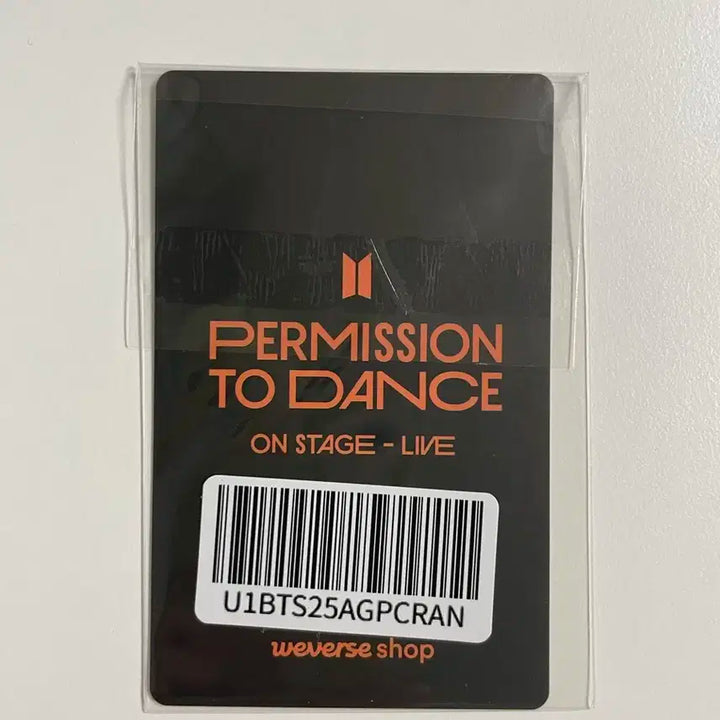 PERMISSION
TO DANCE
ON STAGE - LIVE
U1BTS25AGPCRAN
weverse shop